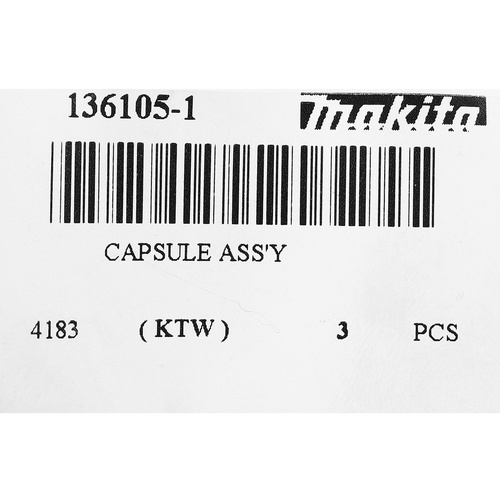 136105-1 makita
CAPSULE ASS'Y
4183 (KTW) 3 PCS